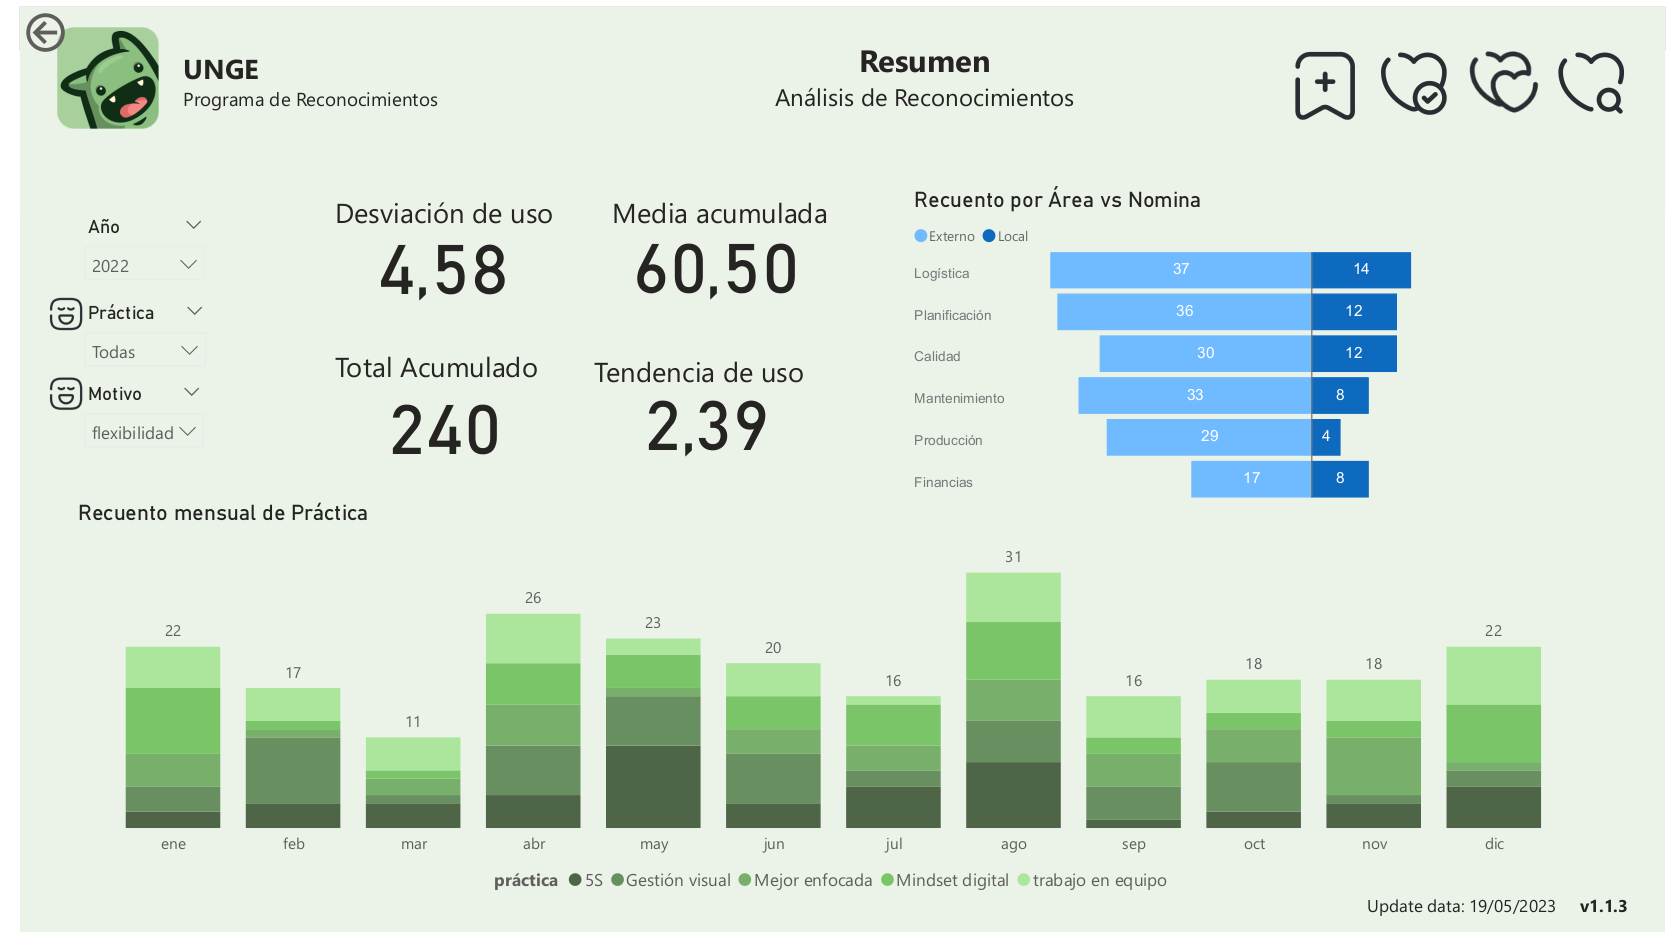 UNGE
Programa de Reconocimientos
Resumen
Análisis de Reconocimientos
Año
2022
Práctica
Todas
Motivo
flexibilidad
Desviación de uso
4,58
Media acumulada
60,50
Total Acumulado
240
Tendencia de uso
2,39
Recuento por Área vs Nomina
Externo Local
Logística 37 14
Planificación 36 12
Calidad 30 12
Mantenimiento 33 8
Producción 29 4
Financias 17 8
Recuento mensual de Práctica
22 17 11 26 23 20 16 31 16 18 18 22
ene feb mar abr may jun jul ago sep oct nov dic
práctica 5S Gestión visual Mejor enfocada Mindset digital trabajo en equipo
Update data: 19/05/2023 v1.1.3